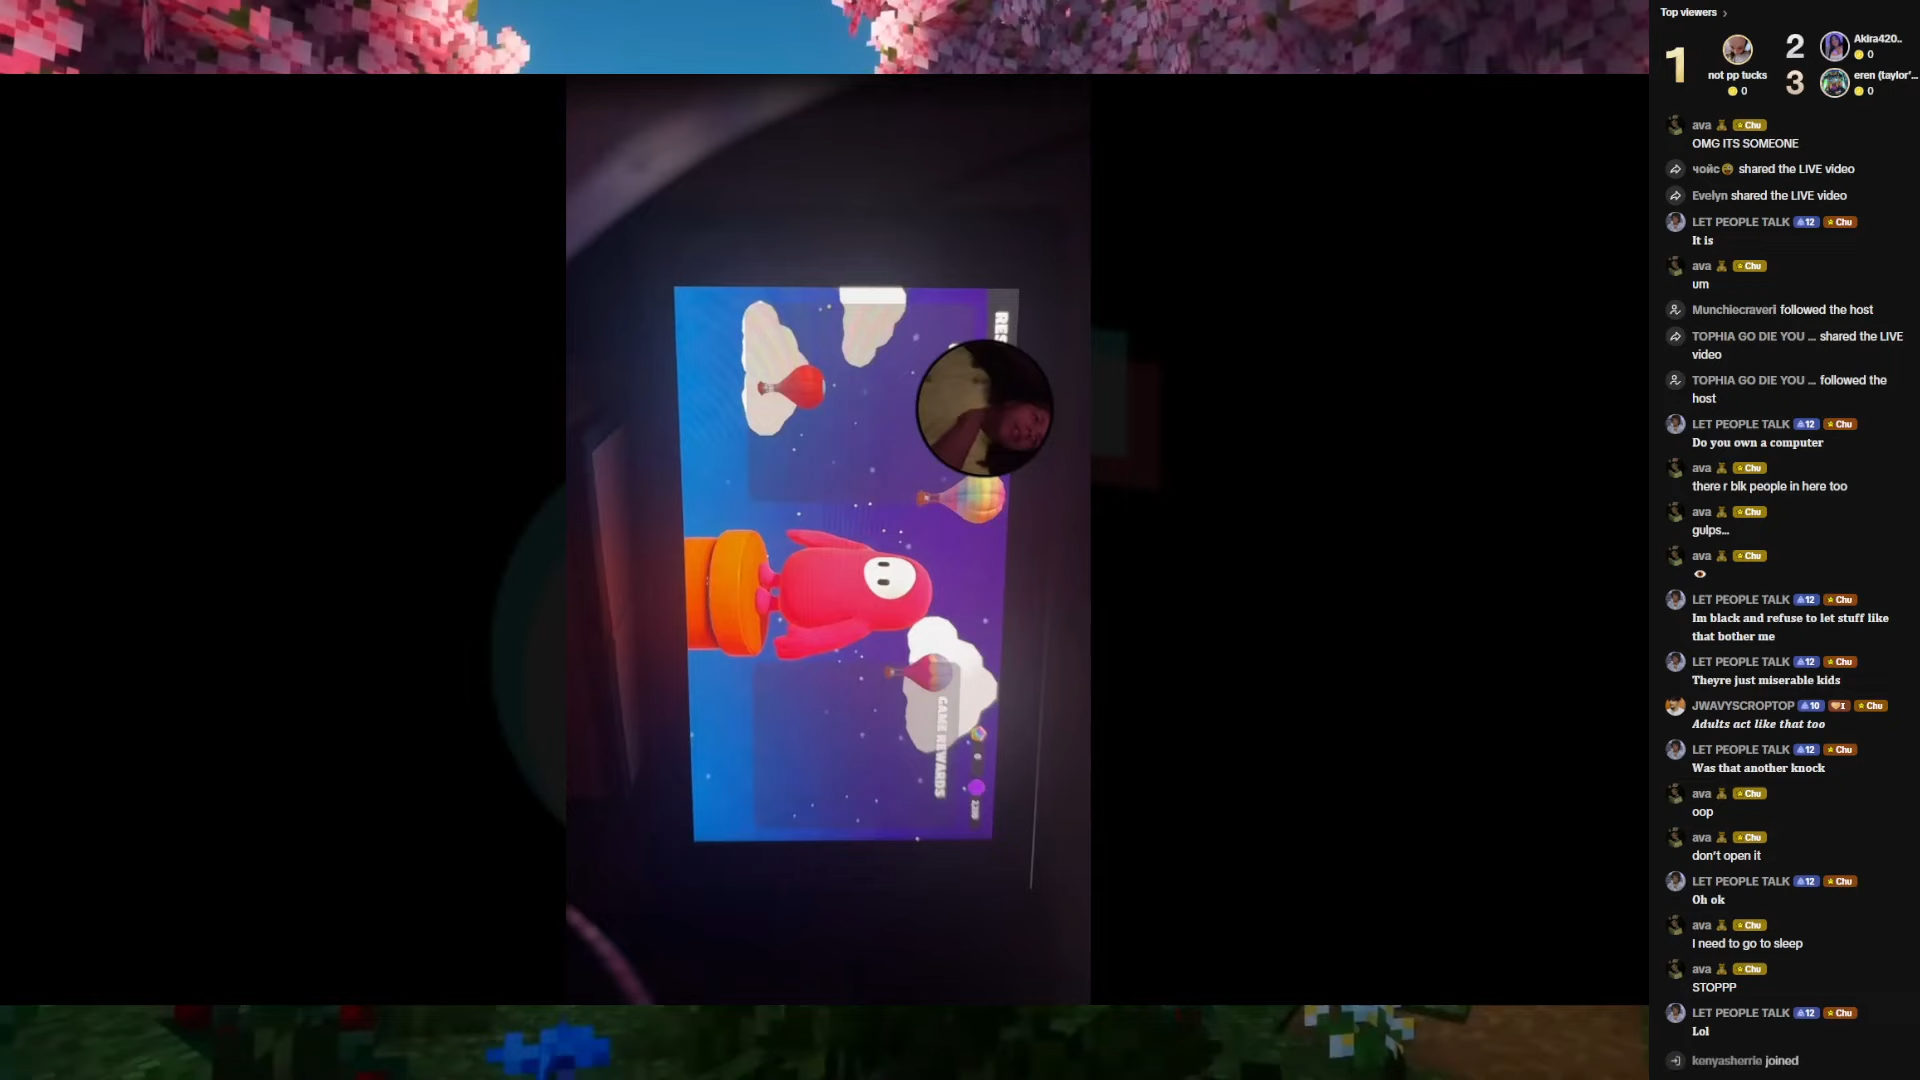 Top viewers
1
not pp tucks
0
2
Akira420..
0
3
eren (taylor'...
0
ava Chu
OMG ITS SOMEONE
чойс shared the LIVE video
Evelyn shared the LIVE video
LET PEOPLE TALK 12 Chu
It is
ava Chu
um
Munchiecraveri followed the host
TOPHIA GO DIE YOU ... shared the LIVE
video
TOPHIA GO DIE YOU ... followed the
host
LET PEOPLE TALK 12 Chu
Do you own a computer
ava Chu
there r blk people in here too
ava Chu
gulps...
ava Chu
LET PEOPLE TALK 12 Chu
Im black and refuse to let stuff like
that bother me
LET PEOPLE TALK 12 Chu
Theyre just miserable kids
JWAVYSCROPTOP 10 I Chu
Adults act like that too
LET PEOPLE TALK 12 Chu
Was that another knock
ava Chu
oop
ava Chu
don't open it
LET PEOPLE TALK 12 Chu
Oh ok
ava Chu
I need to go to sleep
ava Chu
STOPPP
LET PEOPLE TALK 12 Chu
Lol
kenyasherrie joined
GAME REWARDS